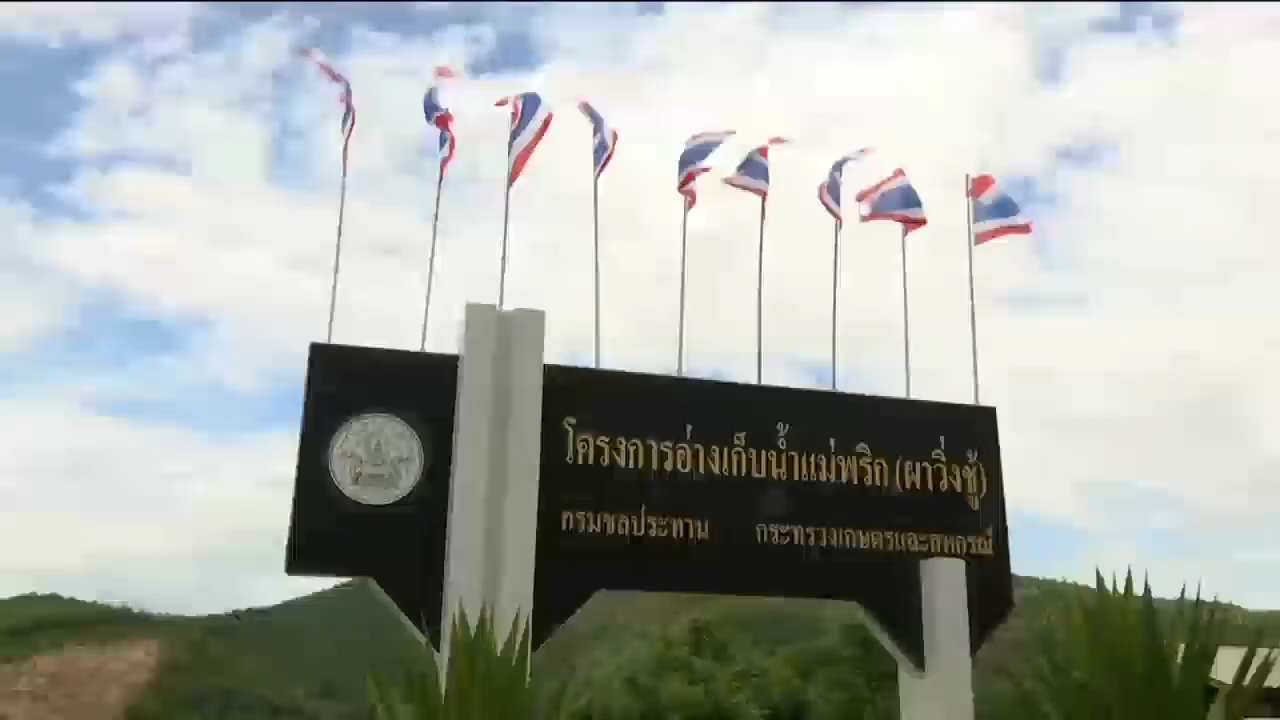 โครงการอ่างเก็บน้ำแม่พริก (ผาวิ่งชู้)
กรมชลประทาน กระทรวงเกษตรและสหกรณ์